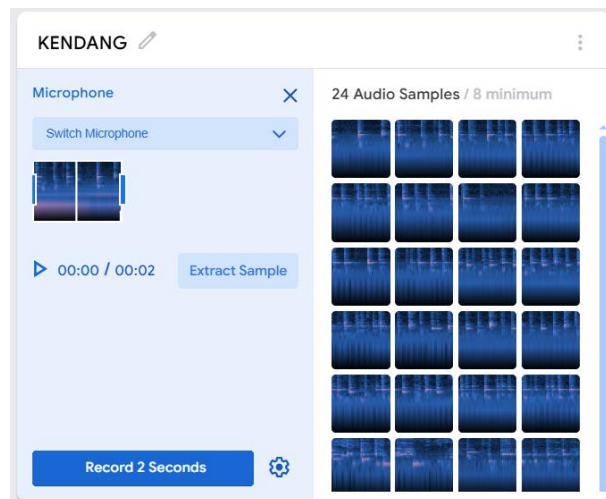 KENDANG
Microphone
Switch Microphone
00:00 / 00:02
Extract Sample
Record 2 Seconds
24 Audio Samples / 8 minimum